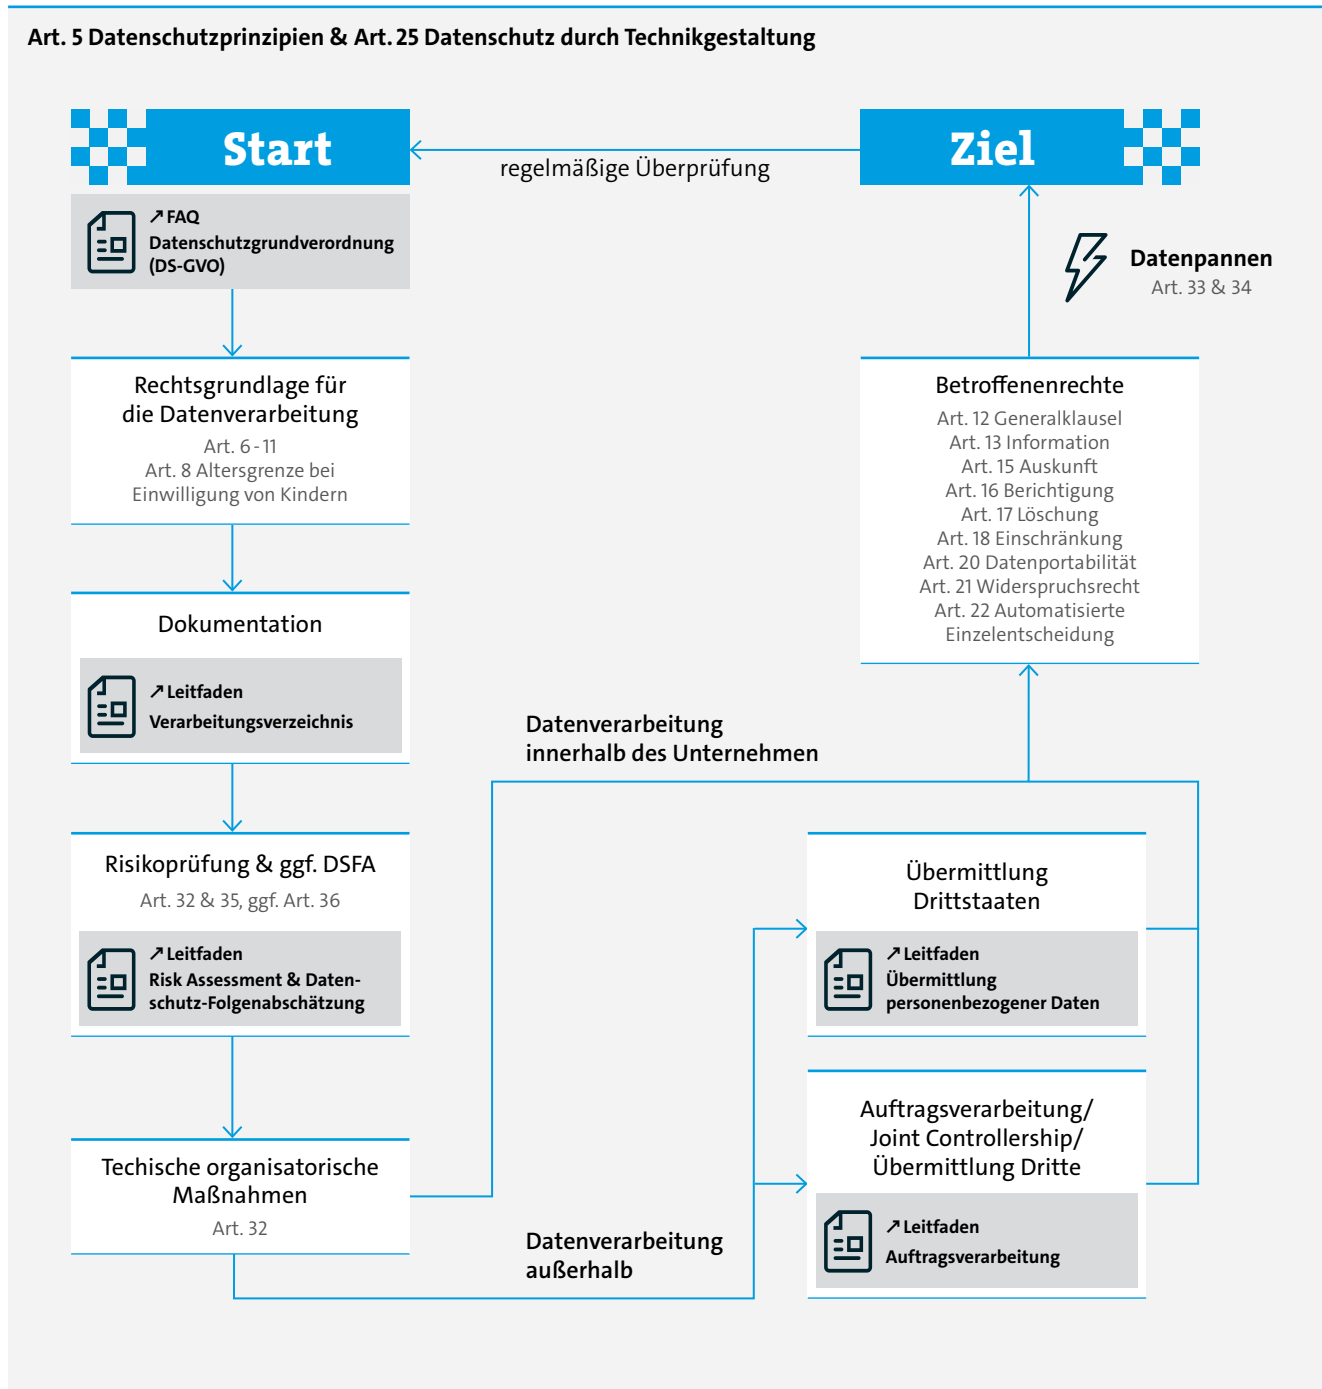 Art. 5 Datenschutzprinzipien & Art. 25 Datenschutz durch Technikgestaltung
Start
regelmäßige Überprüfung
Ziel
↗ FAQ
Datenschutzgrundverordnung
(DS-GVO)
Datenpannen
Art. 33 & 34
Rechtsgrundlage für
die Datenverarbeitung
Art. 6 - 11
Art. 8 Altersgrenze bei
Einwilligung von Kindern
Betroffenenrechte
Art. 12 Generalklausel
Art. 13 Information
Art. 15 Auskunft
Art. 16 Berichtigung
Art. 17 Löschung
Art. 18 Einschränkung
Art. 20 Datenportabilität
Art. 21 Widerspruchsrecht
Art. 22 Automatisierte
Einzelentscheidung
Dokumentation
↗ Leitfaden
Verarbeitungsverzeichnis
Datenverarbeitung
innerhalb des Unternehmen
Risikoprüfung & ggf. DSFA
Art. 32 & 35, ggf. Art. 36
↗ Leitfaden
Risk Assessment & Daten-
schutz-Folgenabschätzung
Übermittlung
Drittstaaten
↗ Leitfaden
Übermittlung
personenbezogener Daten
Techische organisatorische
Maßnahmen
Art. 32
Auftragsverarbeitung/
Joint Controllership/
Übermittlung Dritte
↗ Leitfaden
Auftragsverarbeitung
Datenverarbeitung
außerhalb